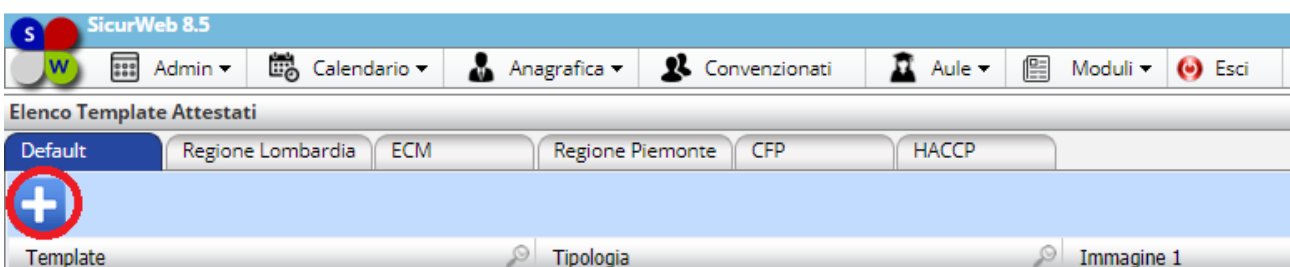 S
W
SicurWeb 8.5
Admin Calendario Anagrafica Convenzionati Aule Moduli Esci
Elenco Template Attestati
Default Regione Lombardia ECM Regione Piemonte CFP HACCP
Template Tipologia Immagine 1